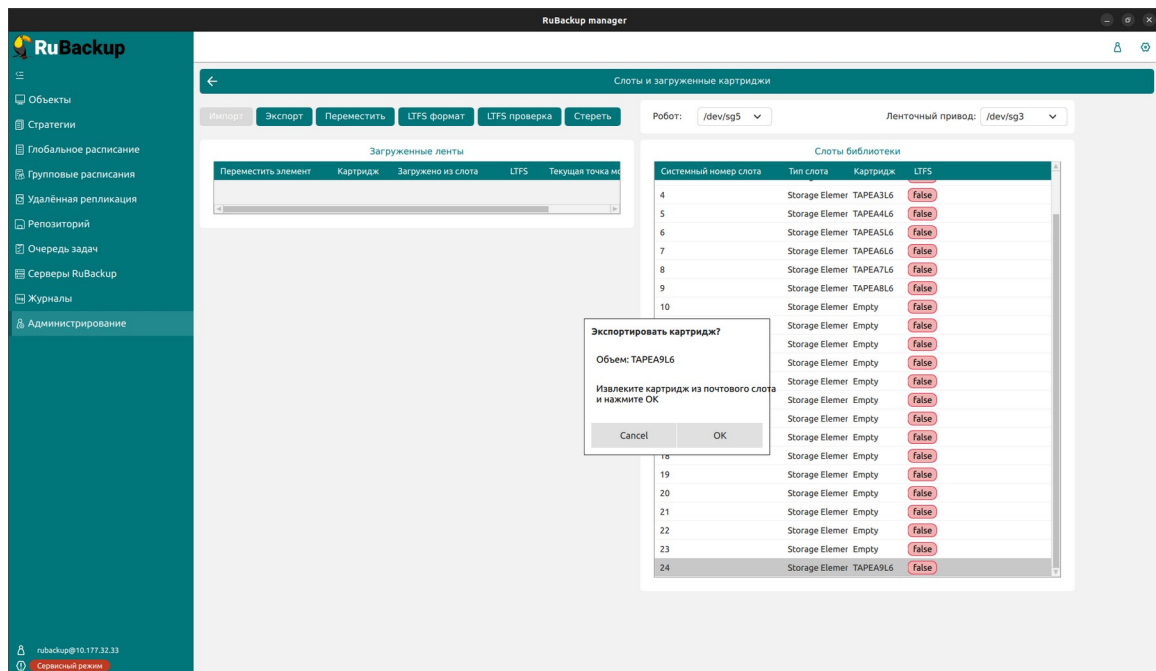 RuBackup manager
RuBackup
Объекты
Стратегии
Глобальное расписание
Групповые расписания
Удалённая репликация
Репозиторий
Очередь задач
Серверы RuBackup
Журналы
Администрирование
rubackup@10.177.32.33
Сервисный режим
Слоты и загруженные картриджи
Импорт Экспорт Переместить LTFS формат LTFS проверка Стереть
Робот: /dev/sg5 Ленточный привод: /dev/sg3
Загруженные ленты
Переместить элемент Картридж Загружено из слота LTFS Текущая точка мо
Слоты библиотеки
Системный номер слота Тип слота Картридж LTFS
4 Storage Elemer TAPEA3L6 false
5 Storage Elemer TAPEA4L6 false
6 Storage Elemer TAPEA5L6 false
7 Storage Elemer TAPEA6L6 false
8 Storage Elemer TAPEA7L6 false
9 Storage Elemer TAPEA8L6 false
10 Storage Elemer Empty false
Storage Elemer Empty false
Storage Elemer Empty false
Storage Elemer Empty false
Storage Elemer Empty false
Storage Elemer Empty false
Storage Elemer Empty false
Storage Elemer Empty false
18 Storage Elemer Empty false
19 Storage Elemer Empty false
20 Storage Elemer Empty false
21 Storage Elemer Empty false
22 Storage Elemer Empty false
23 Storage Elemer Empty false
24 Storage Elemer TAPEA9L6 false
Экспортировать картридж?
Объем: TAPEA9L6
Извлеките картридж из почтового слота
и нажмите OK
Cancel OK